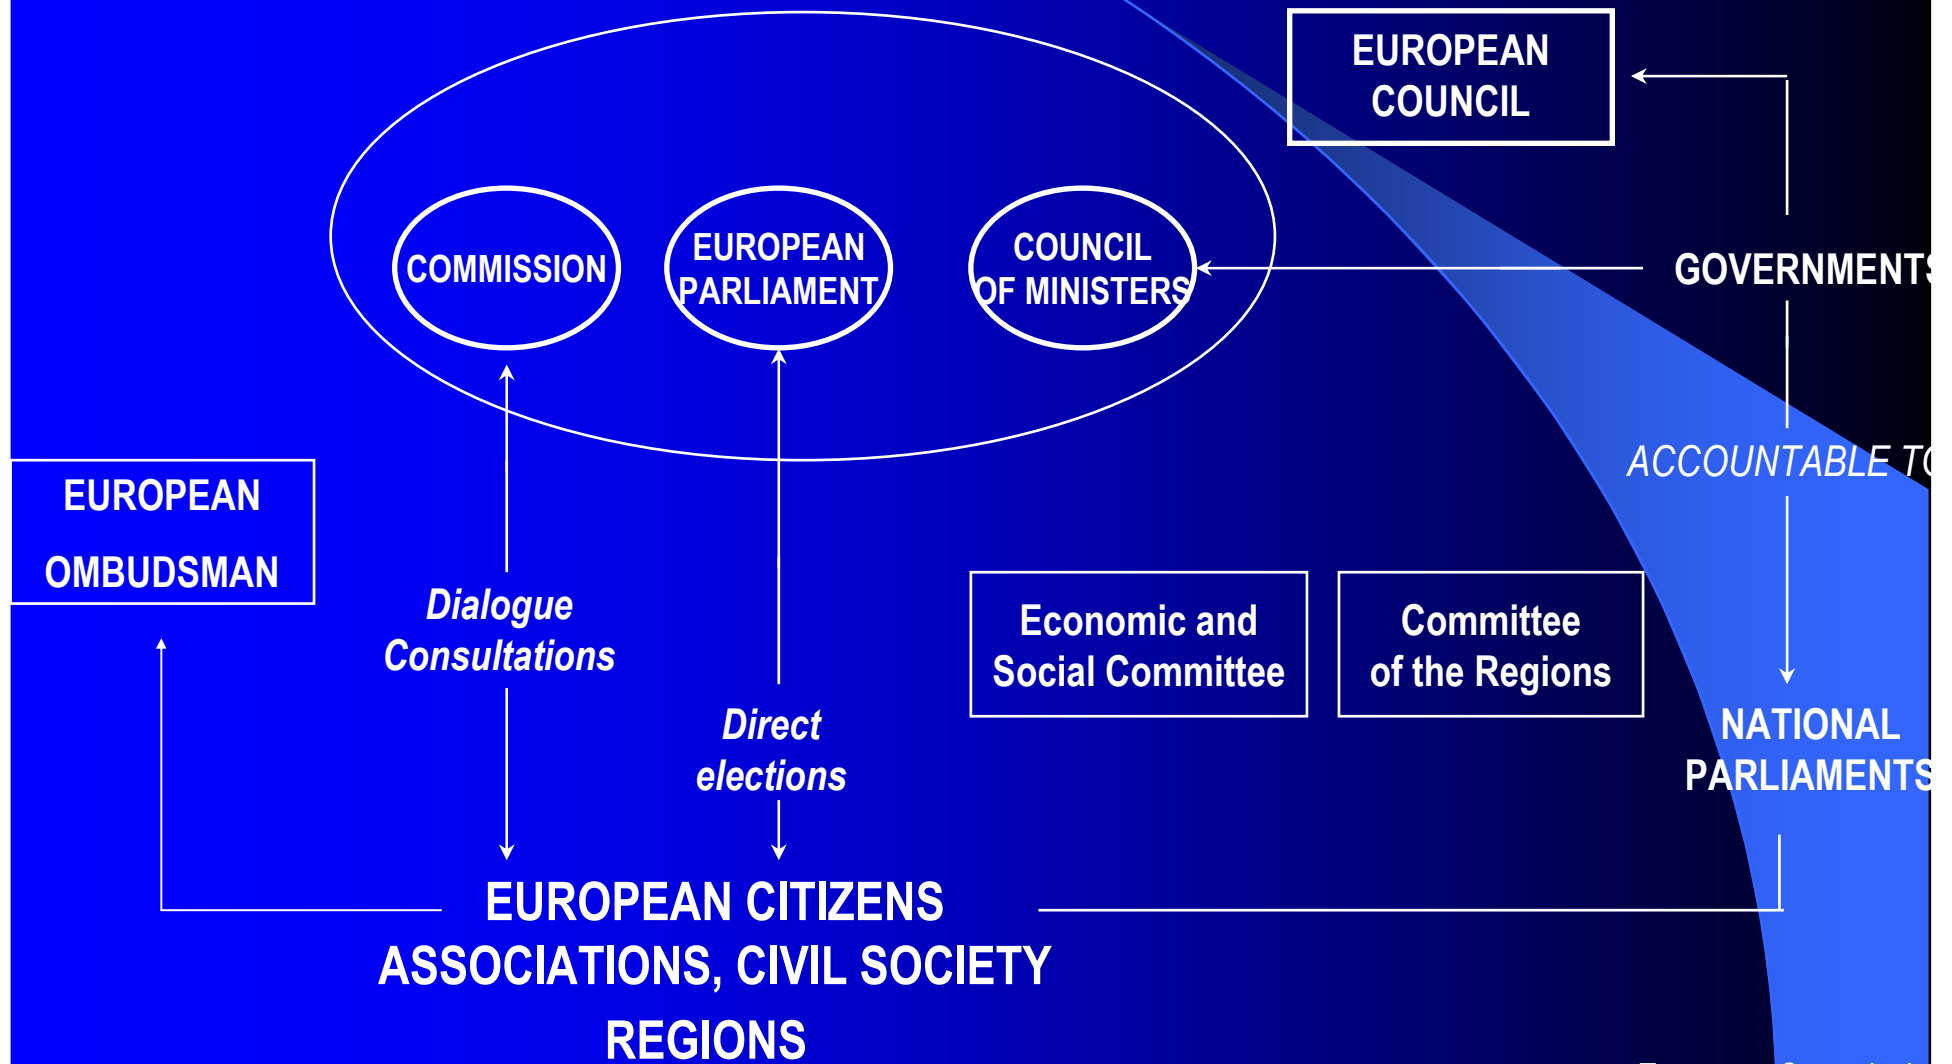 EUROPEAN
COUNCIL
COMMISSION
EUROPEAN
PARLIAMENT
COUNCIL
OF MINISTERS
GOVERNMENTS
ACCOUNTABLE TO
EUROPEAN
OMBUDSMAN
Dialogue
Consultations
Economic and
Social Committee
Committee
of the Regions
Direct
elections
NATIONAL
PARLIAMENTS
EUROPEAN CITIZENS
ASSOCIATIONS, CIVIL SOCIETY
REGIONS